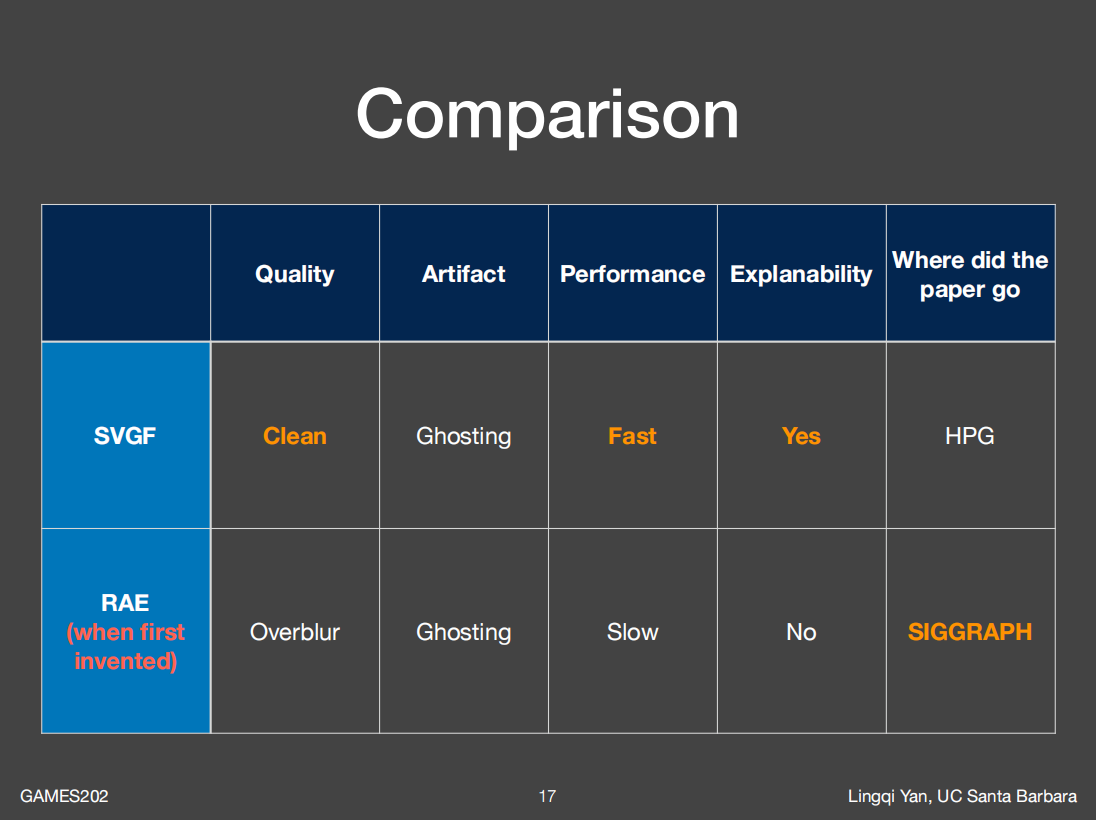 Comparison
Quality
Artifact
Performance
Explanability
Where did the
paper go
SVGF
Clean
Ghosting
Fast
Yes
HPG
RAE
(when first
invented)
Overblur
Ghosting
Slow
No
SIGGRAPH
GAMES202
17
Lingqi Yan, UC Santa Barbara